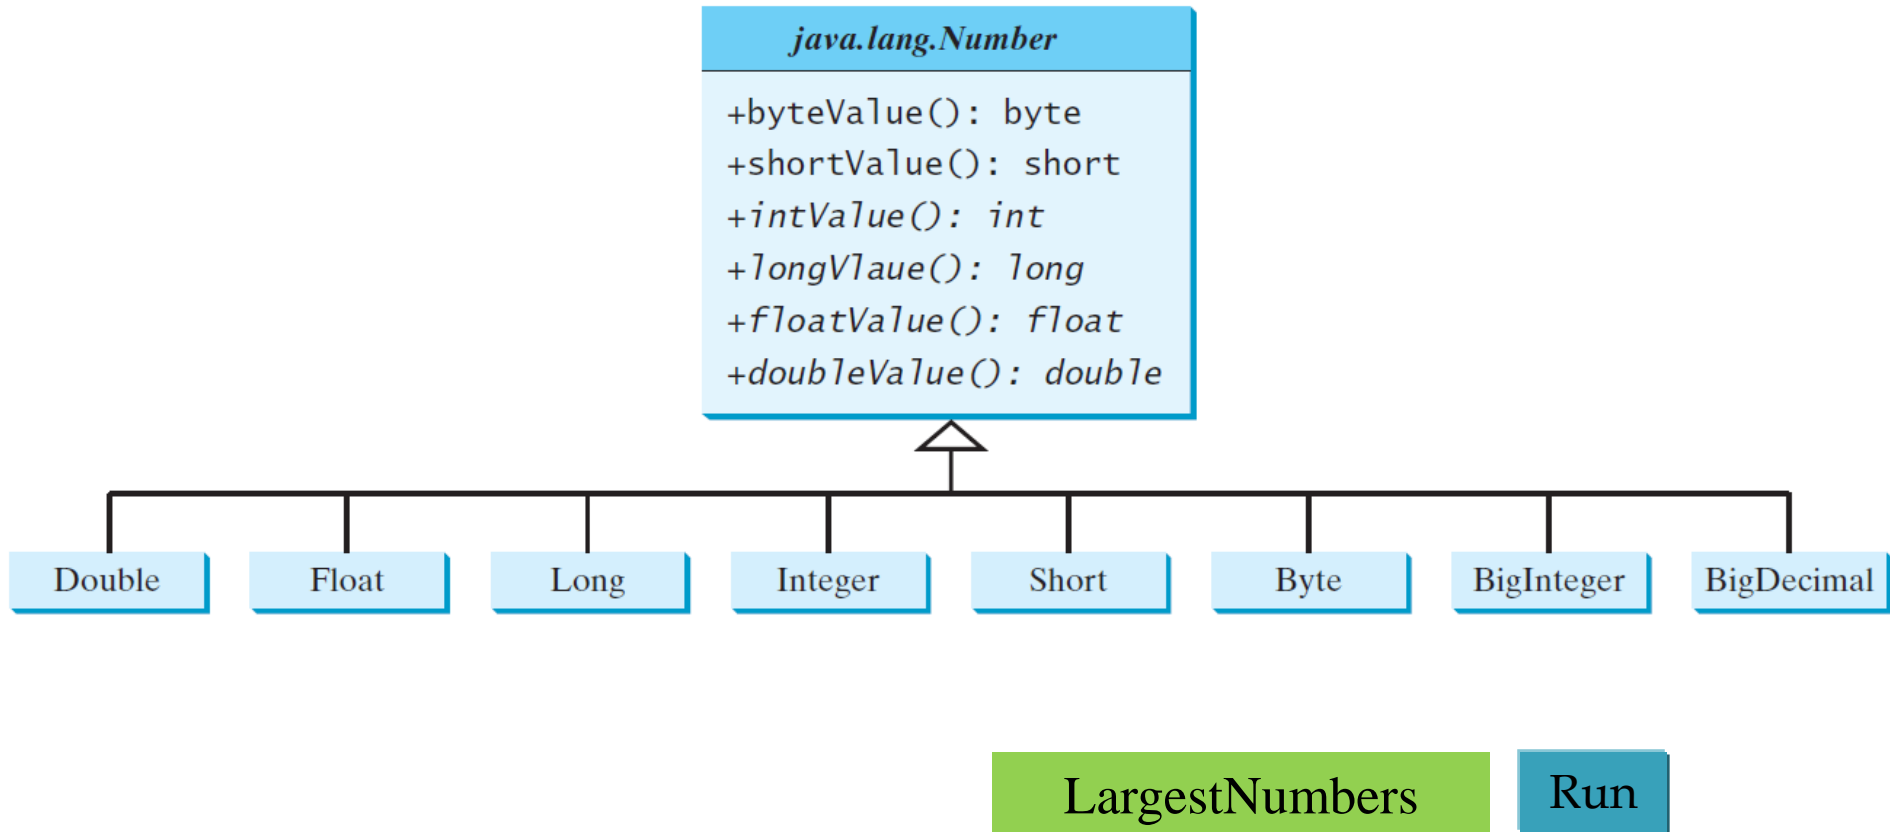 java.lang.Number
+byteValue(): byte
+shortValue(): short
+intValue(): int
+longVlaue(): long
+floatValue(): float
+doubleValue(): double
Double Float Long Integer Short Byte BigInteger BigDecimal
LargestNumbers Run